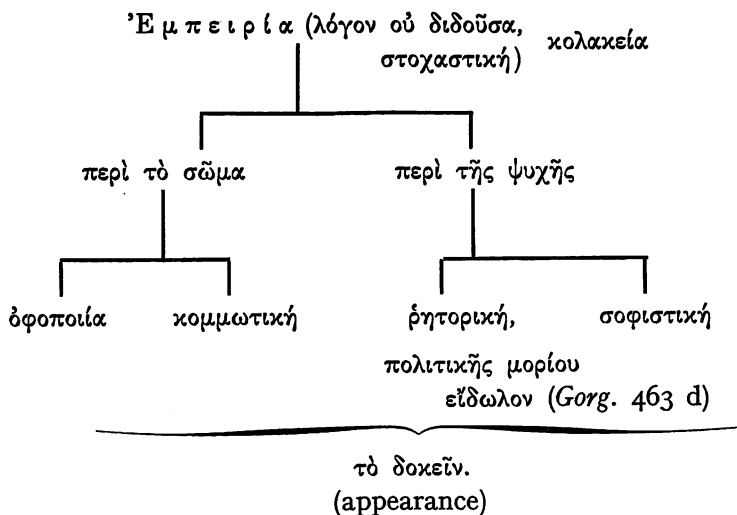 Ἐμπειρία (λόγον οὐ διδοῦσα, κολακεία
στοχαστική)
περὶ τὸ σῶμα περὶ τῆς ψυχῆς
ὀφοποιία κομμωτική ῥητορική, σοφιστική
πολιτικῆς μορίου
εἴδωλον (Gorg. 463 d)
τὸ δοκεῖν.
(appearance)